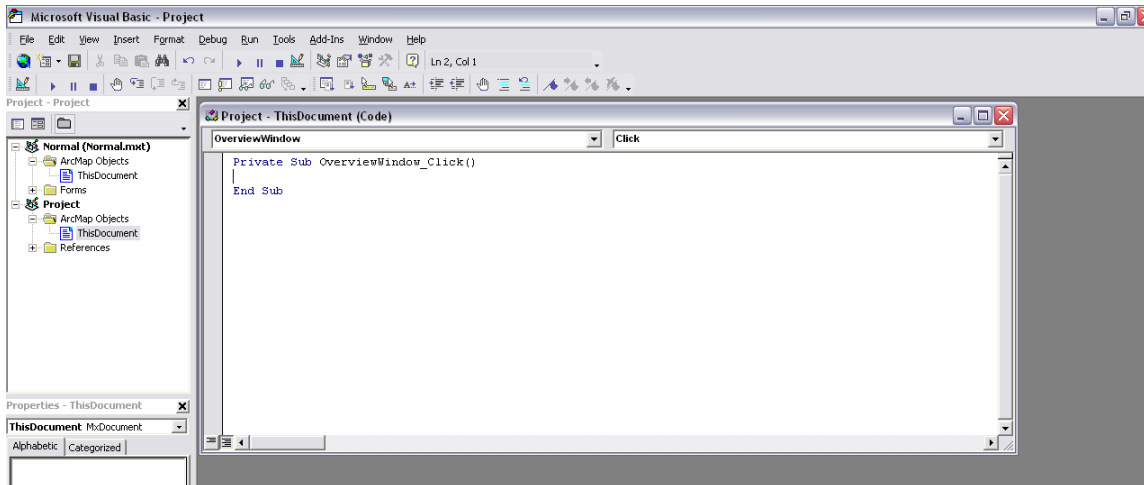 Microsoft Visual Basic - Project
File Edit View Insert Format Debug Run Tools Add-Ins Window Help
Ln 2, Col 1
Project - Project
Project - ThisDocument (Code)
OverviewWindow Click
Normal (Normal.mxt)
ArcMap Objects
ThisDocument
Forms
Project
ArcMap Objects
ThisDocument
References
Private Sub OverviewWindow_Click()
End Sub
Properties - ThisDocument
ThisDocument MxDocument
Alphabetic Categorized